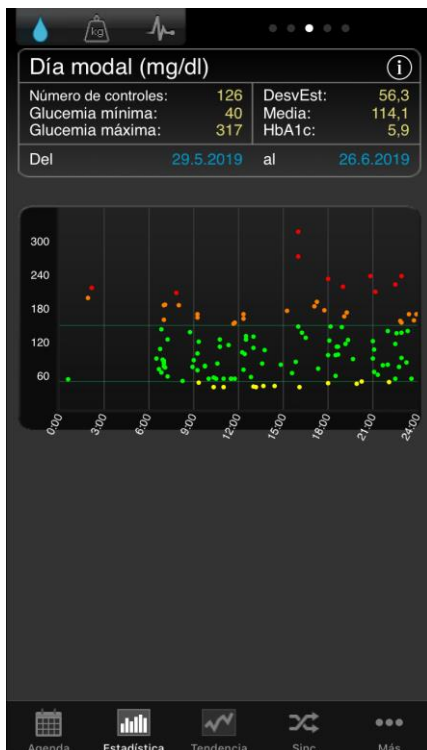 kg
Día modal (mg/dl)
i
Número de controles: 126 DesvEst: 56,3
Glucemia mínima: 40 Media: 114,1
Glucemia máxima: 317 HbA1c: 5,9
Del 29.5.2019 al 26.6.2019
300
240
180
120
60
0:00 3:00 6:00 9:00 12:00 15:00 18:00 21:00 24:00
Agenda Estadística Tendencia Sinc. Más